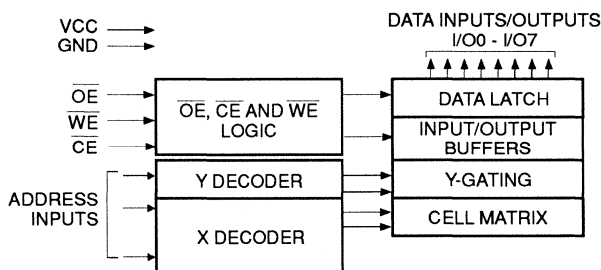 VCC
GND
DATA INPUTS/OUTPUTS
I/O0 - I/O7
OE
WE
CE
OE, CE AND WE
LOGIC
DATA LATCH
INPUT/OUTPUT
BUFFERS
ADDRESS
INPUTS
Y DECODER
X DECODER
Y-GATING
CELL MATRIX